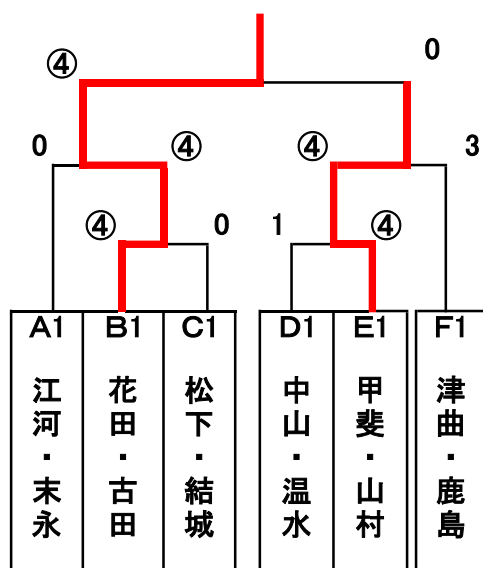 ④ 0
0 ④ ④ 3
④ 0 1 ④
A1 B1 C1 D1 E1 F1
江河・末永
花田・古田
松下・結城
中山・温水
甲斐・山村
津曲・鹿島